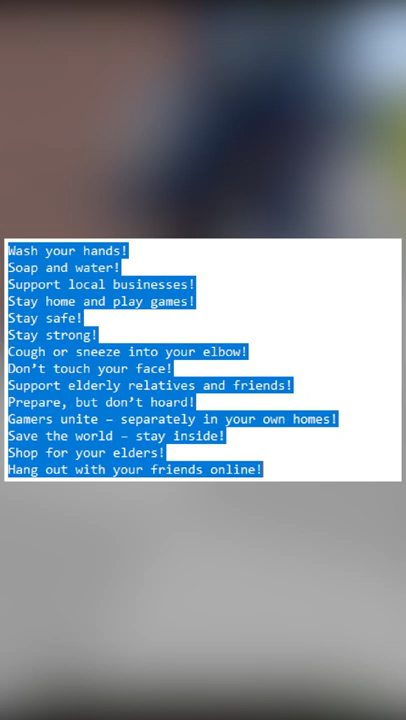 Wash your hands!
Soap and water!
Support local businesses!
Stay home and play games!
Stay safe!
Stay strong!
Cough or sneeze into your elbow!
Don’t touch your face!
Support elderly relatives and friends!
Prepare, but don’t hoard!
Gamers unite – separately in your own homes!
Save the world – stay inside!
Shop for your elders!
Hang out with your friends online!